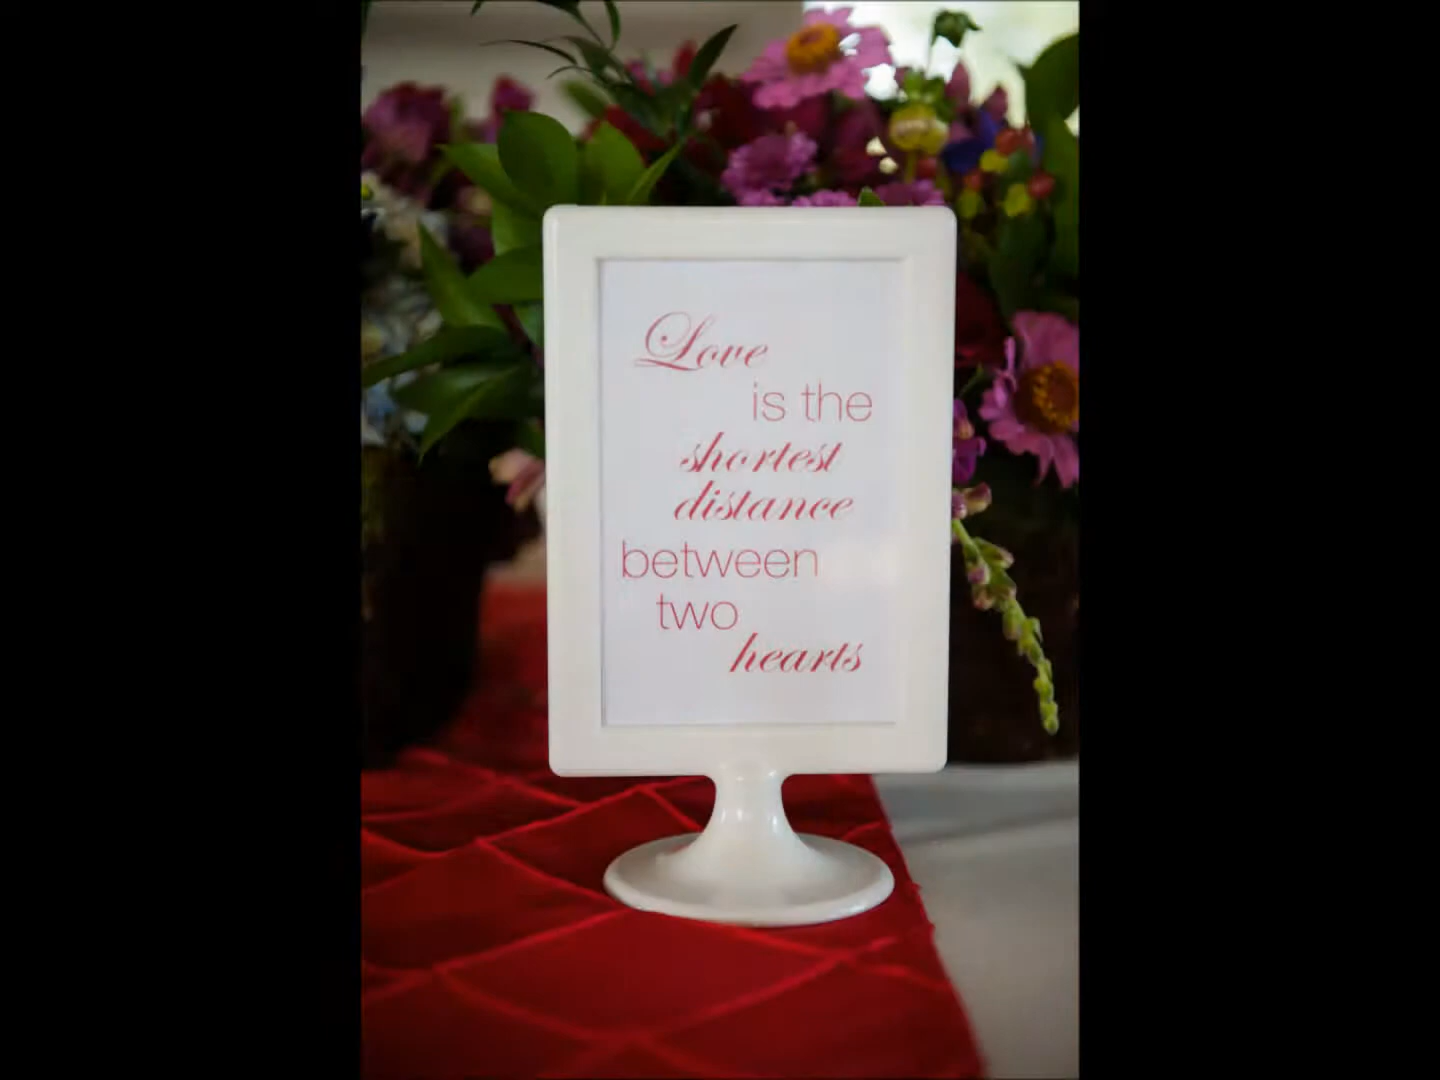 Love
is the
shortest
distance
between
two
hearts